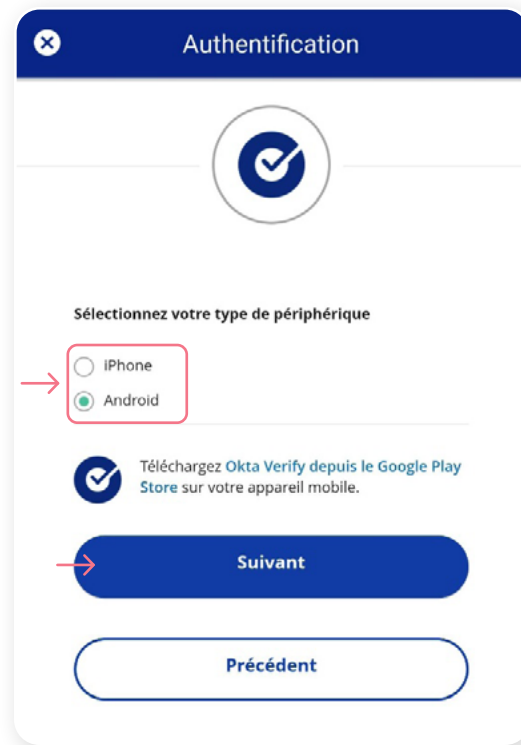 Authentification
Sélectionnez votre type de périphérique
iPhone
Android
Téléchargez Okta Verify depuis le Google Play
Store sur votre appareil mobile.
Suivant
Précédent